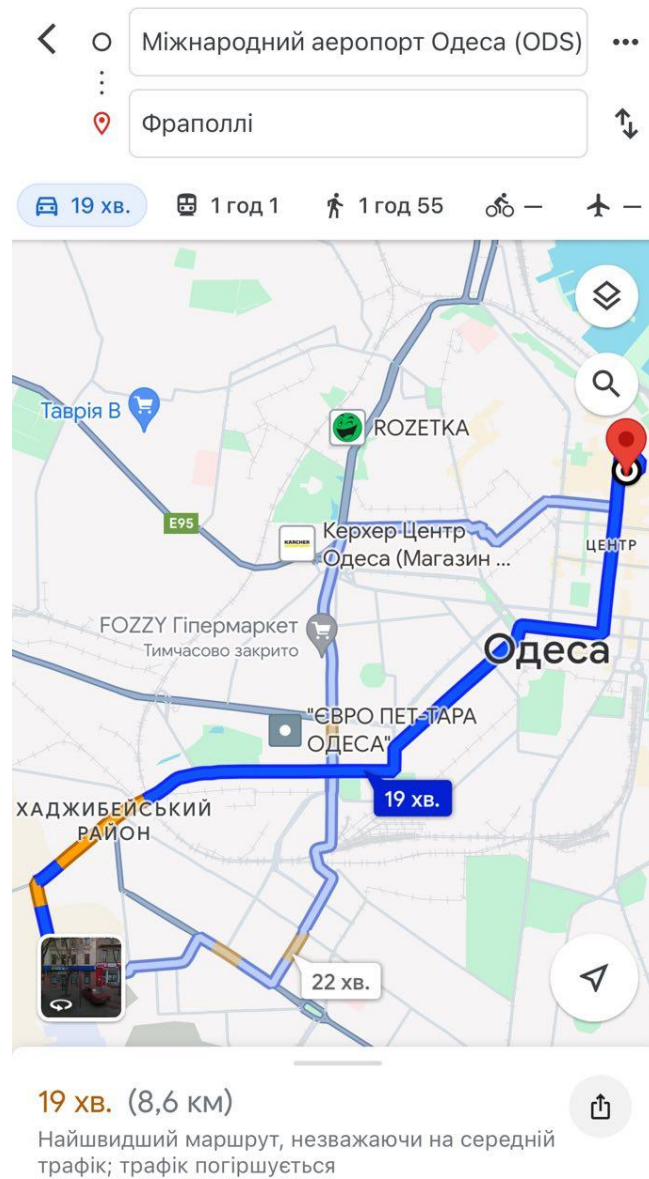 Міжнародний аеропорт Одеса (ODS)
Фраполлі
19 хв.
1 год 1
1 год 55
—
—
Таврія В
ROZETKA
E95
KARCHER
Керхер Центр
Одеса (Магазин ...
ЦЕНТР
FOZZY Гіпермаркет
Тимчасово закрито
Одеса
"ЄВРО ПЕТ-ТАРА
ОДЕСА"
19 хв.
ХАДЖИБЕЙСЬКИЙ
РАЙОН
22 хв.
19 хв. (8,6 км)
Найшвидший маршрут, незважаючи на середній
трафік; трафік погіршується